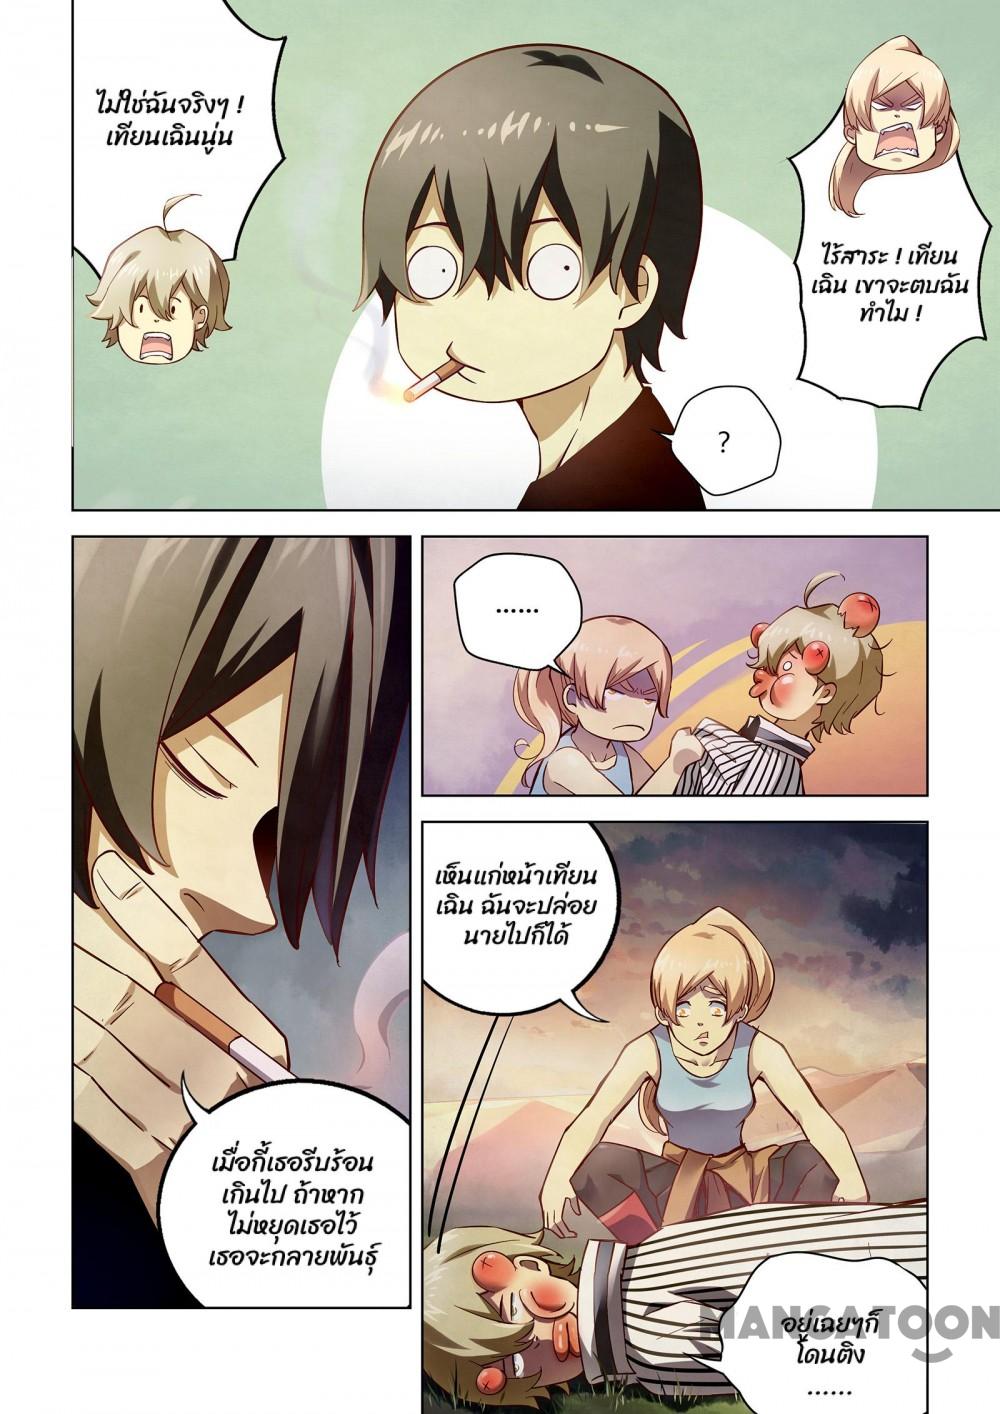 ไม่ใช่ฉันจริงๆ !
เทียนเฉินนู่น
ไร้สาระ ! เทียน
เฉิน เขาจะตบฉัน
ทำไม !
?
......
เมื่อกี้เธอรีบร้อน
เกินไป ถ้าหาก
ไม่หยุดเธอไว้
เธอจะกลายพันธุ์
เห็นแก่หน้าเทียน
เฉิน ฉันจะปล่อย
นายไปก็ได้
อยู่เฉยๆก็
โดนติง
......
MANGATOON